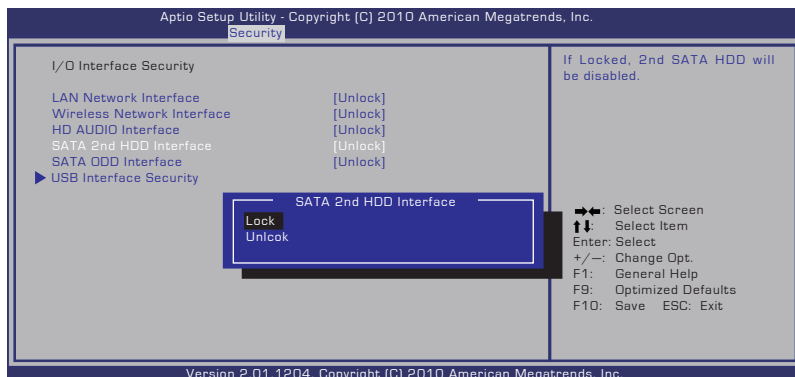 Aptio Setup Utility - Copyright (C) 2010 American Megatrends, Inc.
Security
I/O Interface Security
LAN Network Interface [Unlock]
Wireless Network Interface [Unlock]
HD AUDIO Interface [Unlock]
SATA 2nd HDD Interface [Unlock]
SATA ODD Interface [Unlock]
USB Interface Security
If Locked, 2nd SATA HDD will
be disabled.
SATA 2nd HDD Interface
Lock
Unlcok
: Select Screen
: Select Item
Enter: Select
+/—: Change Opt.
F1: General Help
F9: Optimized Defaults
F10: Save ESC: Exit
Version 2.01.1204. Copyright (C) 2010 American Megatrends, Inc.